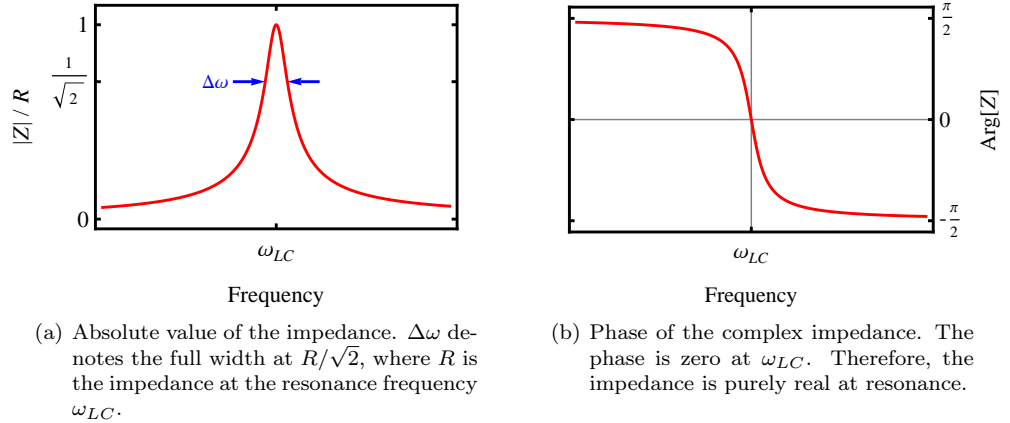 1
1/√2
Δω
|Z| / R
0
ω_LC
Frequency
π/2
0
Arg[Z]
-π/2
ω_LC
Frequency
(a) Absolute value of the impedance. Δω de-
notes the full width at R/√2, where R is
the impedance at the resonance frequency
ω_LC.
(b) Phase of the complex impedance. The
phase is zero at ω_LC. Therefore, the
impedance is purely real at resonance.